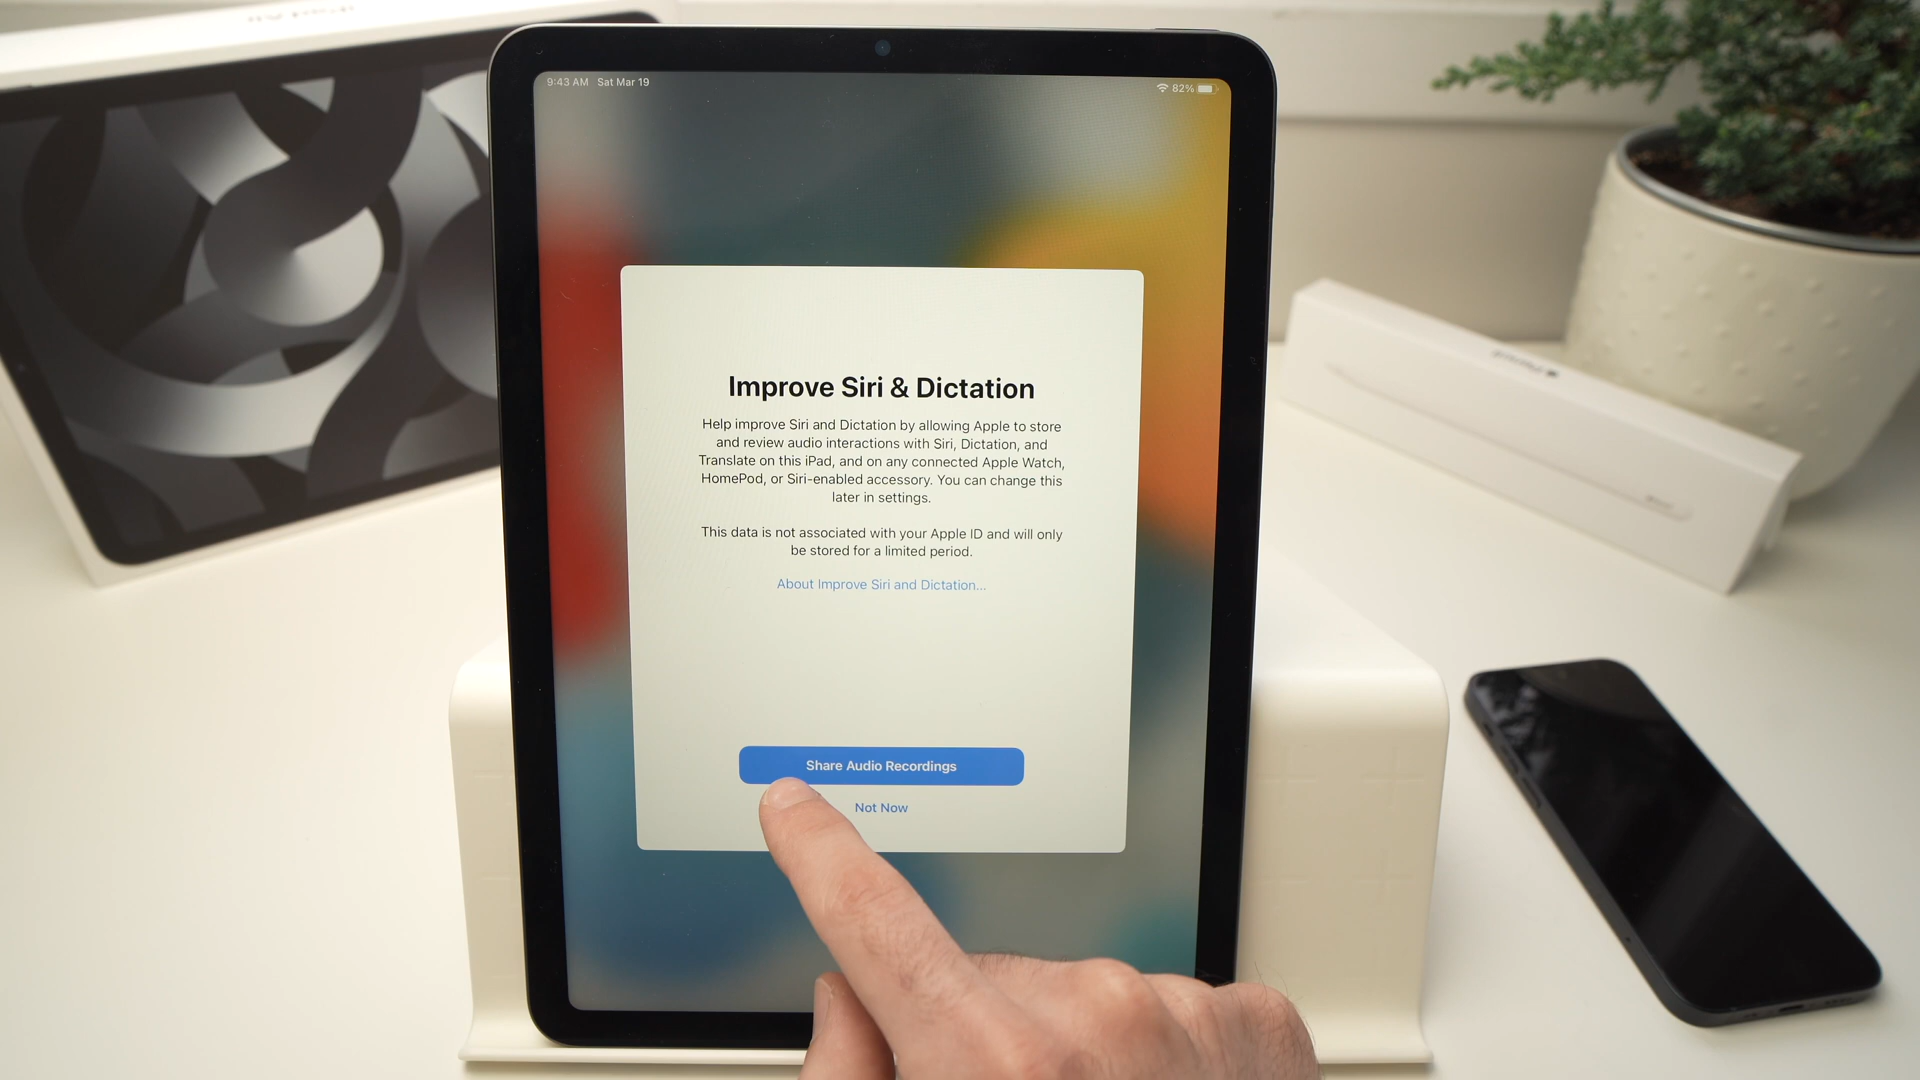 iPad Air
9:43 AM Sat Mar 19
82%
Improve Siri & Dictation
Help improve Siri and Dictation by allowing Apple to store
and review audio interactions with Siri, Dictation, and
Translate on this iPad, and on any connected Apple Watch,
HomePod, or Siri-enabled accessory. You can change this
later in settings.
This data is not associated with your Apple ID and will only
be stored for a limited period.
About Improve Siri and Dictation...
Share Audio Recordings
Not Now
Pencil